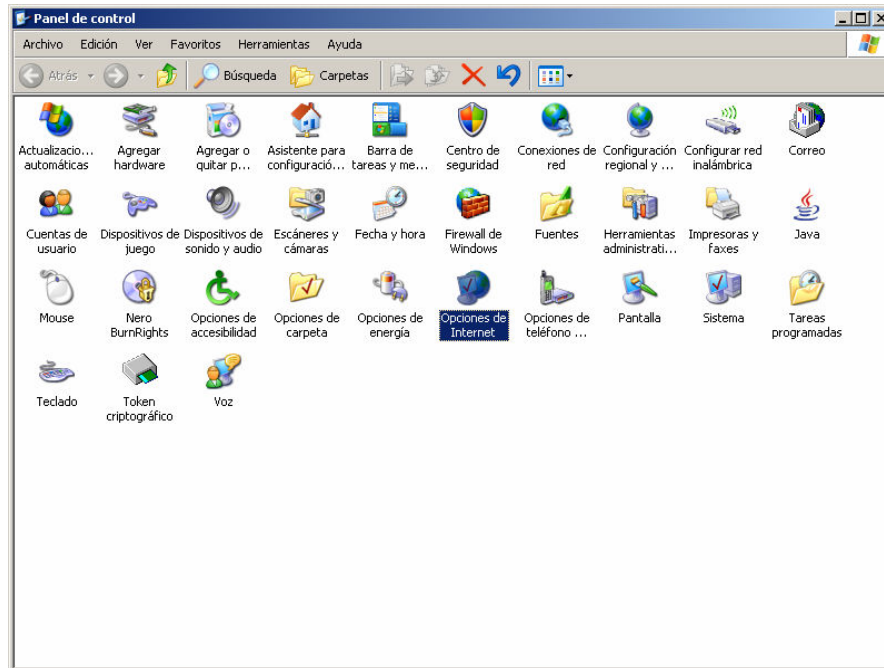 Panel de control
Archivo Edición Ver Favoritos Herramientas Ayuda
Atrás Búsqueda Carpetas
Actualizacio... Agregar Agregar o Asistente para Barra de Centro de Conexiones de Configuración Configurar red Correo
automáticas hardware quitar p... configuració... tareas y me... seguridad red regional y ... inalámbrica
Cuentas de Dispositivos de Dispositivos de Escáneres y Fecha y hora Firewall de Fuentes Herramientas Impresoras y Java
usuario juego sonido y audio cámaras Windows administrati... faxes
Mouse Nero Opciones de Opciones de Opciones de Opciones de Opciones de Pantalla Sistema Tareas
BurnRights accesibilidad carpeta energía Internet teléfono ... programadas
Teclado Token Voz
criptográfico